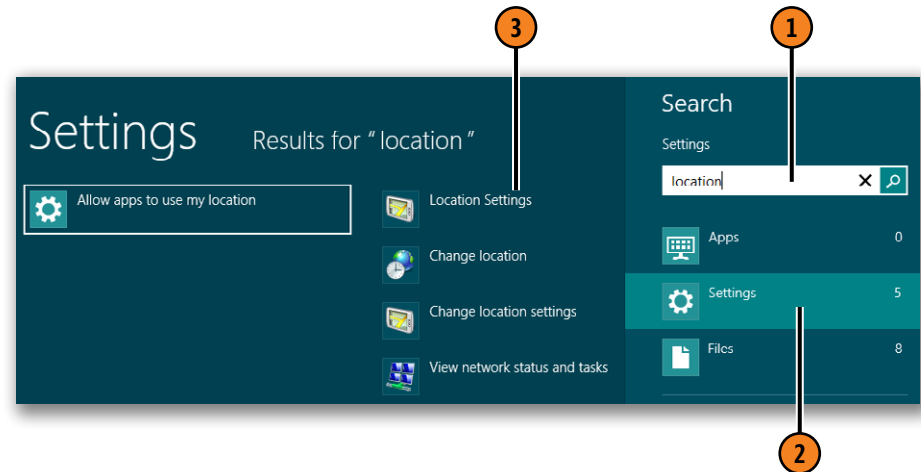 3
1
Settings
Results for "location"
Allow apps to use my location
Location Settings
Change location
Change location settings
View network status and tasks
Search
Settings
location
Apps 0
Settings 5
Files 8
2